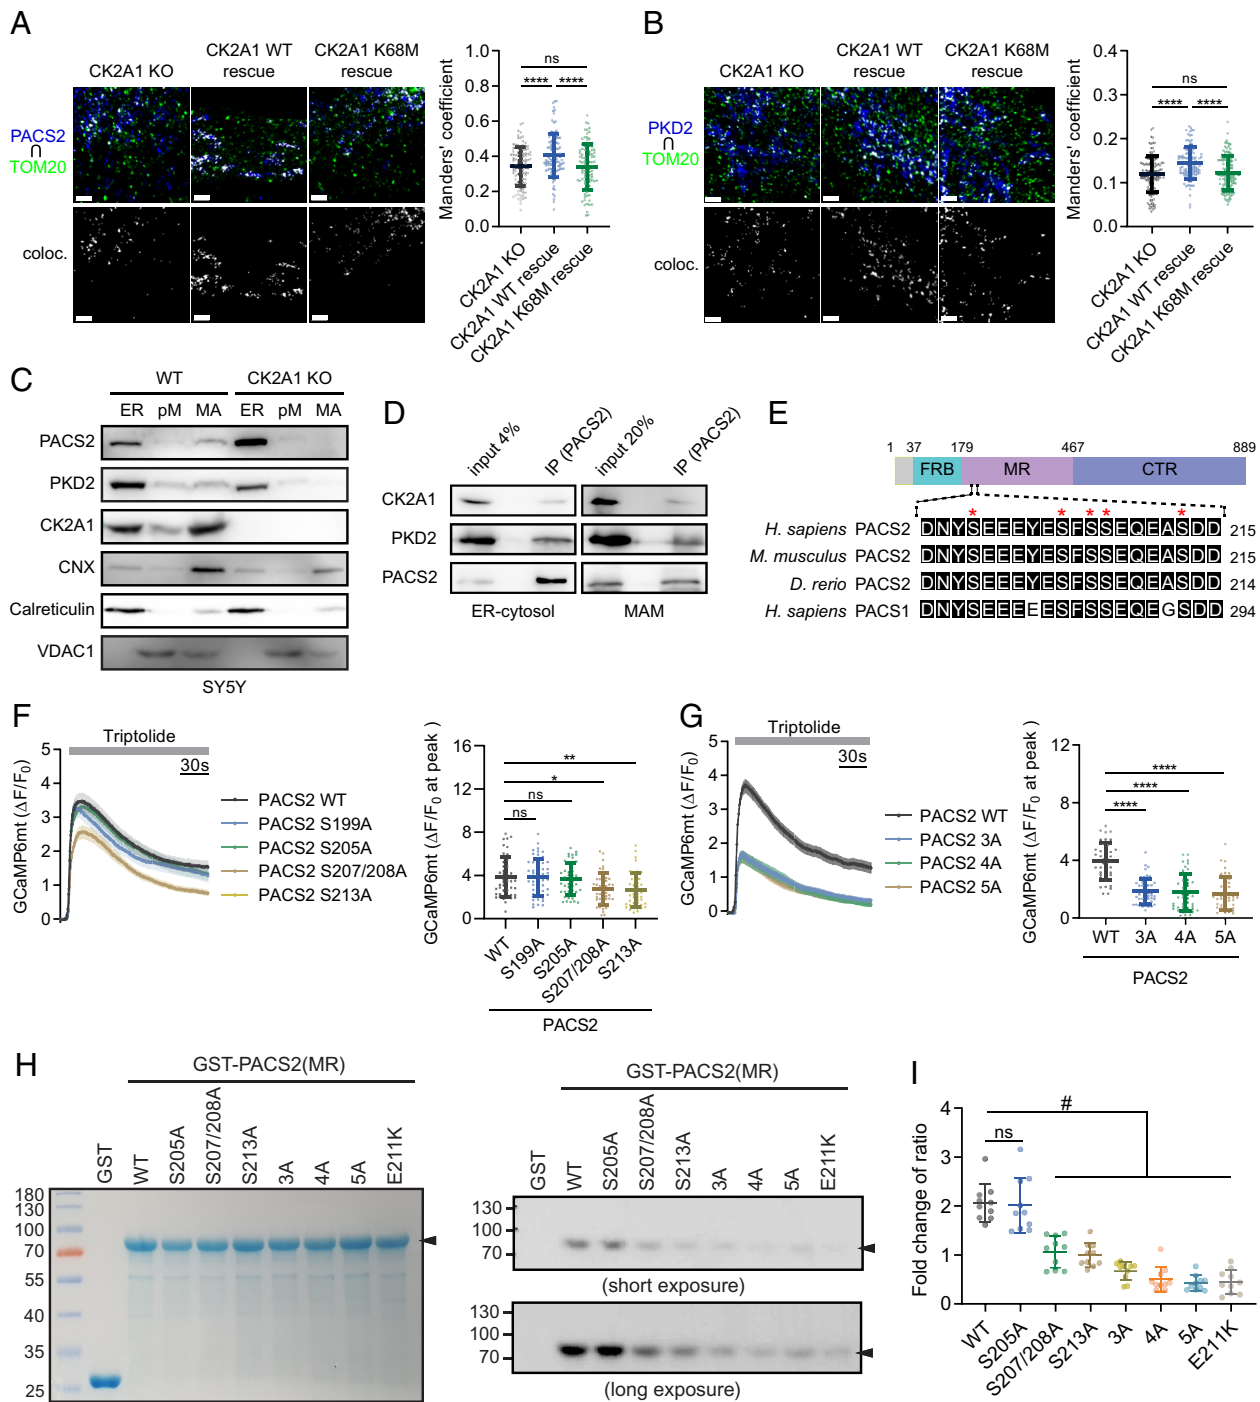 A
CK2A1 KO
CK2A1 WT rescue
CK2A1 K68M rescue
PACS2
∩
TOM20
coloc.
Manders' coefficient
1.0
0.8
0.6
0.4
0.2
0.0
ns
**** ****
CK2A1 KO
CK2A1 WT rescue
CK2A1 K68M rescue
B
CK2A1 KO
CK2A1 WT rescue
CK2A1 K68M rescue
PKD2
∩
TOM20
coloc.
Manders' coefficient
0.4
0.3
0.2
0.1
0.0
ns
**** ****
CK2A1 KO
CK2A1 WT rescue
CK2A1 K68M rescue
C
WT CK2A1 KO
ER pM MA ER pM MA
PACS2
PKD2
CK2A1
CNX
Calreticulin
VDAC1
SY5Y
D
input 4% IP (PACS2) input 20% IP (PACS2)
CK2A1
PKD2
PACS2
ER-cytosol MAM
E
1 37 179 467 889
FRB MR CTR
* * * * *
H. sapiens PACS2 DNYSEEEYESFSSEQEASDD 215
M. musculus PACS2 DNYSEEEYESFSSEQEASDD 215
D. rerio PACS2 DNYSEEEYESFSSEQEASDD 214
H. sapiens PACS1 DNYSEEEEESFSSEQEGSDD 294
F
Triptolide
30s
GCaMP6mt (ΔF/F0)
5
4
3
2
1
0
PACS2 WT
PACS2 S199A
PACS2 S205A
PACS2 S207/208A
PACS2 S213A
GCaMP6mt (ΔF/F0 at peak )
16
12
8
4
0
**
*
ns
ns
WT
S199A
S205A
S207/208A
S213A
PACS2
G
Triptolide
30s
GCaMP6mt (ΔF/F0)
5
4
3
2
1
0
PACS2 WT
PACS2 3A
PACS2 4A
PACS2 5A
GCaMP6mt (ΔF/F0 at peak )
12
8
4
0
****
****
****
WT 3A 4A 5A
PACS2
H
GST-PACS2(MR)
GST WT S205A S207/208A S213A 3A 4A 5A E211K
180
130
100
70
55
40
35
25
GST-PACS2(MR)
GST WT S205A S207/208A S213A 3A 4A 5A E211K
130
100
70
(short exposure)
130
100
70
(long exposure)
I
Fold change of ratio
4
3
2
1
0
#
ns
WT
S205A
S207/208A
S213A
3A
4A
5A
E211K